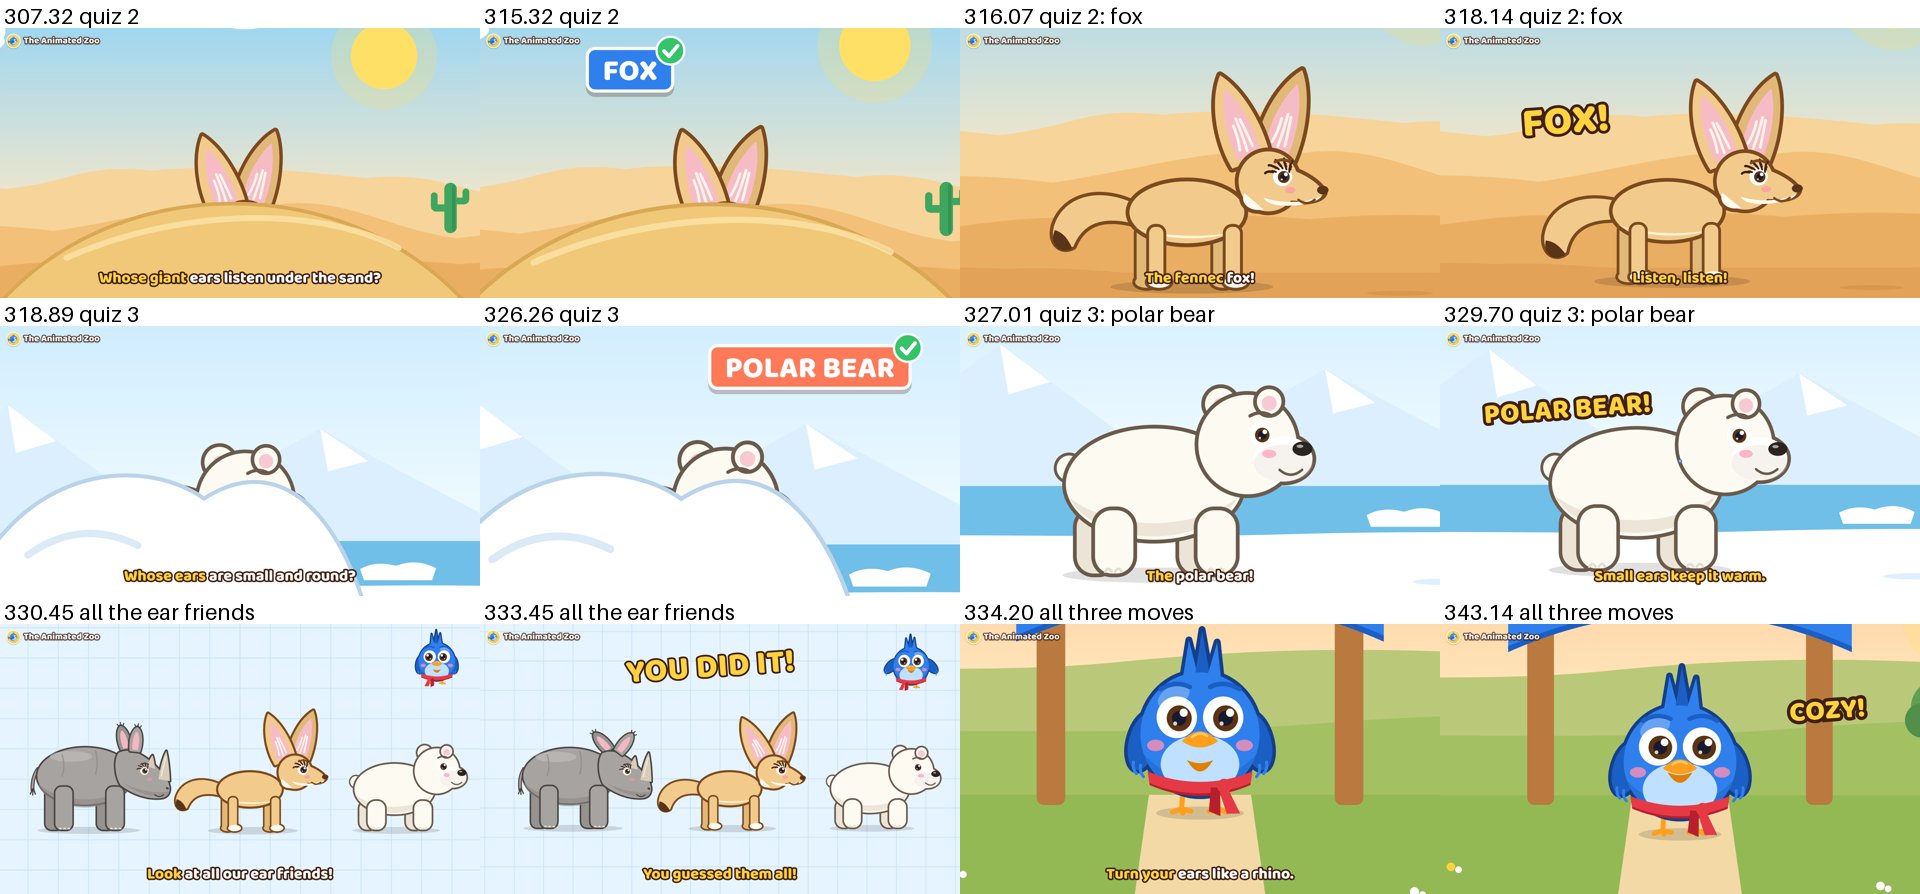 307.32 quiz 2
The Animated Zoo
Whose giant ears listen under the sand?
315.32 quiz 2
The Animated Zoo
FOX
316.07 quiz 2: fox
The Animated Zoo
The fennec fox!
318.14 quiz 2: fox
The Animated Zoo
FOX!
Listen, listen!
318.89 quiz 3
The Animated Zoo
Whose ears are small and round?
326.26 quiz 3
The Animated Zoo
POLAR BEAR
327.01 quiz 3: polar bear
The Animated Zoo
The polar bear!
329.70 quiz 3: polar bear
The Animated Zoo
POLAR BEAR!
Small ears keep it warm.
330.45 all the ear friends
The Animated Zoo
Look at all our ear friends!
333.45 all the ear friends
The Animated Zoo
YOU DID IT!
You guessed them all!
334.20 all three moves
The Animated Zoo
Turn your ears like a rhino.
343.14 all three moves
The Animated Zoo
COZY!